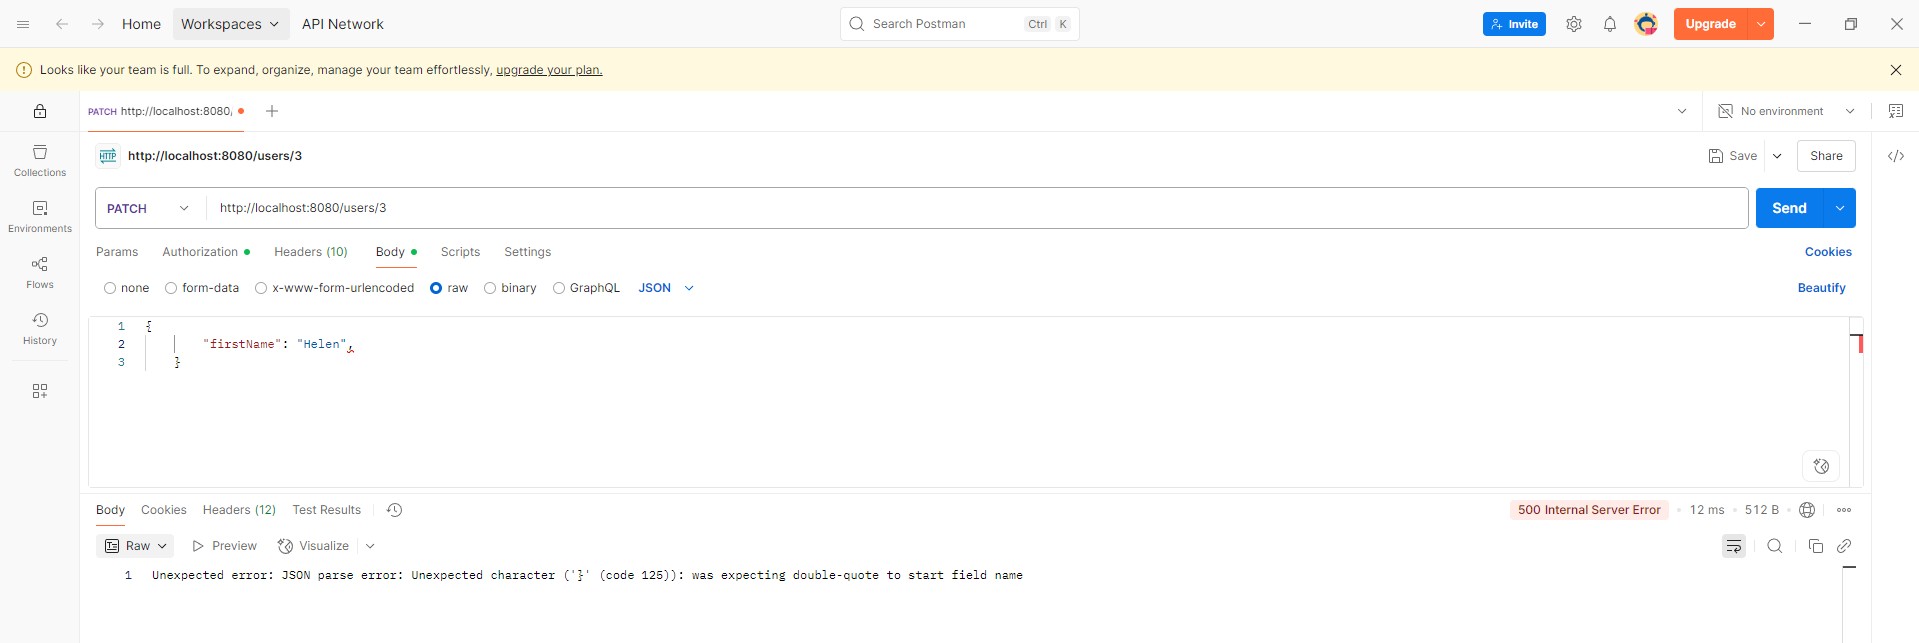 Home Workspaces API Network Search Postman Ctrl K Invite Upgrade
Looks like your team is full. To expand, organize, manage your team effortlessly, upgrade your plan.
PATCH http://localhost:8080/ No environment
HTTP http://localhost:8080/users/3 Save Share
Collections
PATCH http://localhost:8080/users/3 Send
Environments
Params Authorization Headers (10) Body Scripts Settings Cookies
Flows
none form-data x-www-form-urlencoded raw binary GraphQL JSON Beautify
History
1 {
2 "firstName": "Helen",
3 }
Body Cookies Headers (12) Test Results 500 Internal Server Error 12 ms 512 B
Raw Preview Visualize
1 Unexpected error: JSON parse error: Unexpected character ('}' (code 125)): was expecting double-quote to start field name